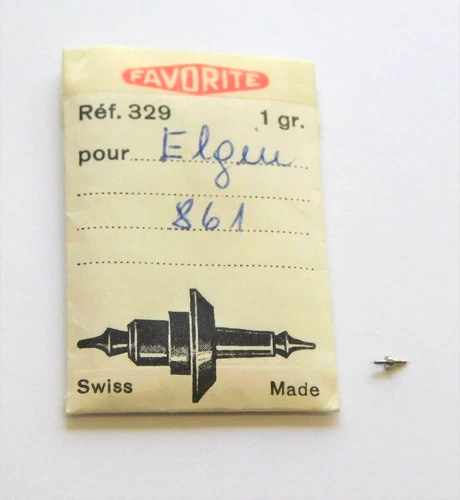 FAVORITE
Réf. 329 1 gr.
pour Elgin
861
Swiss Made